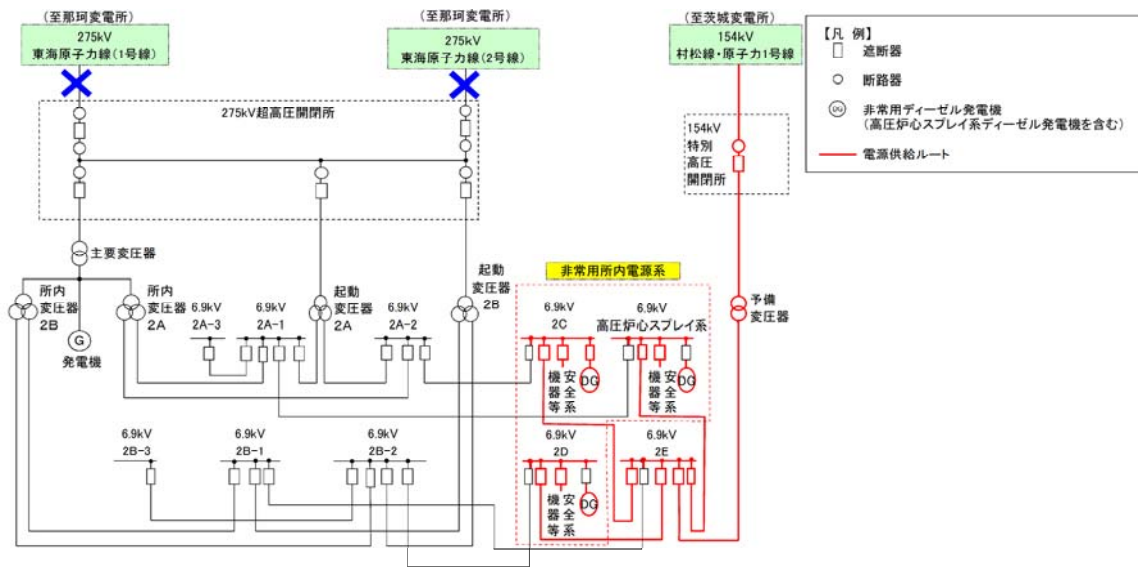 (至那珂変電所)
275kV
東海原子力線(1号線)
(至那珂変電所)
275kV
東海原子力線(2号線)
(至茨城変電所)
154kV
村松線・原子力1号線
【凡 例】
遮断器
断路器
DG
非常用ディーゼル発電機
(高圧炉心スプレイ系ディーゼル発電機を含む)
電源供給ルート
275kV超高圧開閉所
154kV
特別
高圧
開閉所
主要変圧器
所内
変圧器
2B
G
発電機
所内
変圧器
2A
6.9kV
2A-3
6.9kV
2A-1
起動
変圧器
2A
6.9kV
2A-2
起動
変圧器
2B
非常用所内電源系
6.9kV
2C
安全系
機器等
DG
6.9kV
高圧炉心スプレイ系
安全系
機器等
DG
予備
変圧器
6.9kV
2B-3
6.9kV
2B-1
6.9kV
2B-2
6.9kV
2D
安全系
機器等
DG
6.9kV
2E